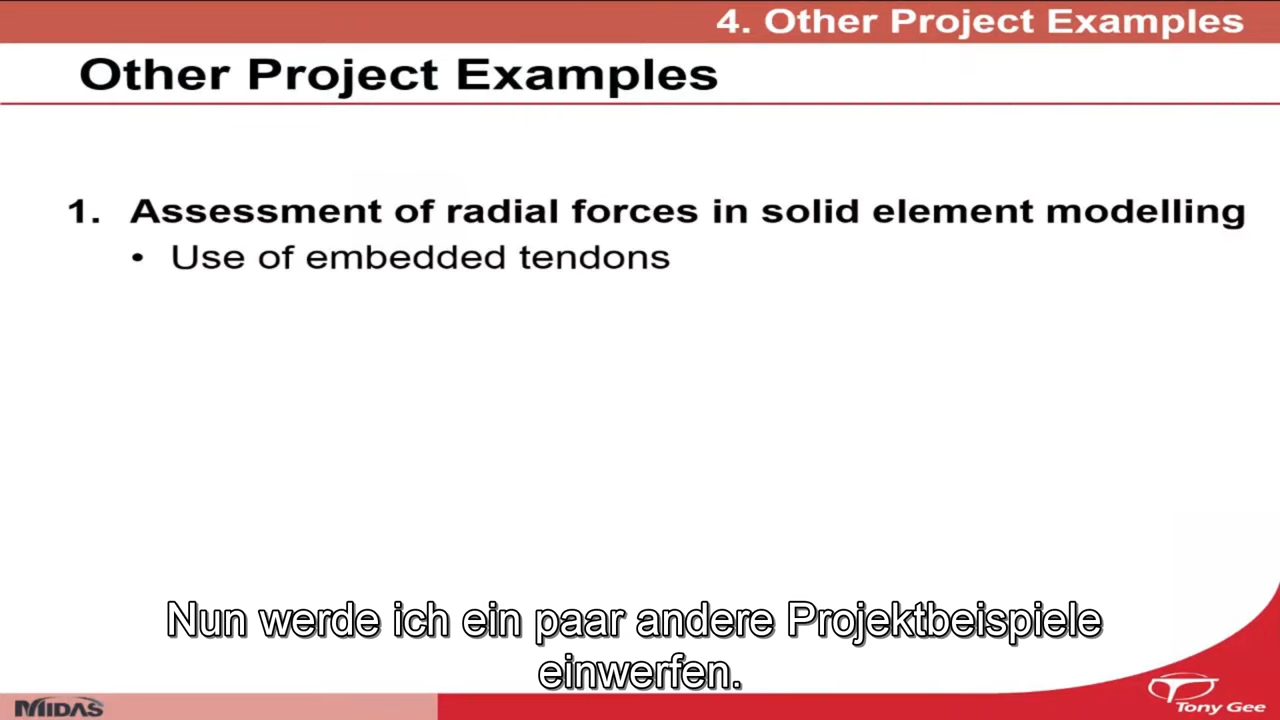 4. Other Project Examples
Other Project Examples
1. Assessment of radial forces in solid element modelling
• Use of embedded tendons
Nun werde ich ein paar andere Projektbeispiele
einwerfen.
MIDAS
Tony Gee